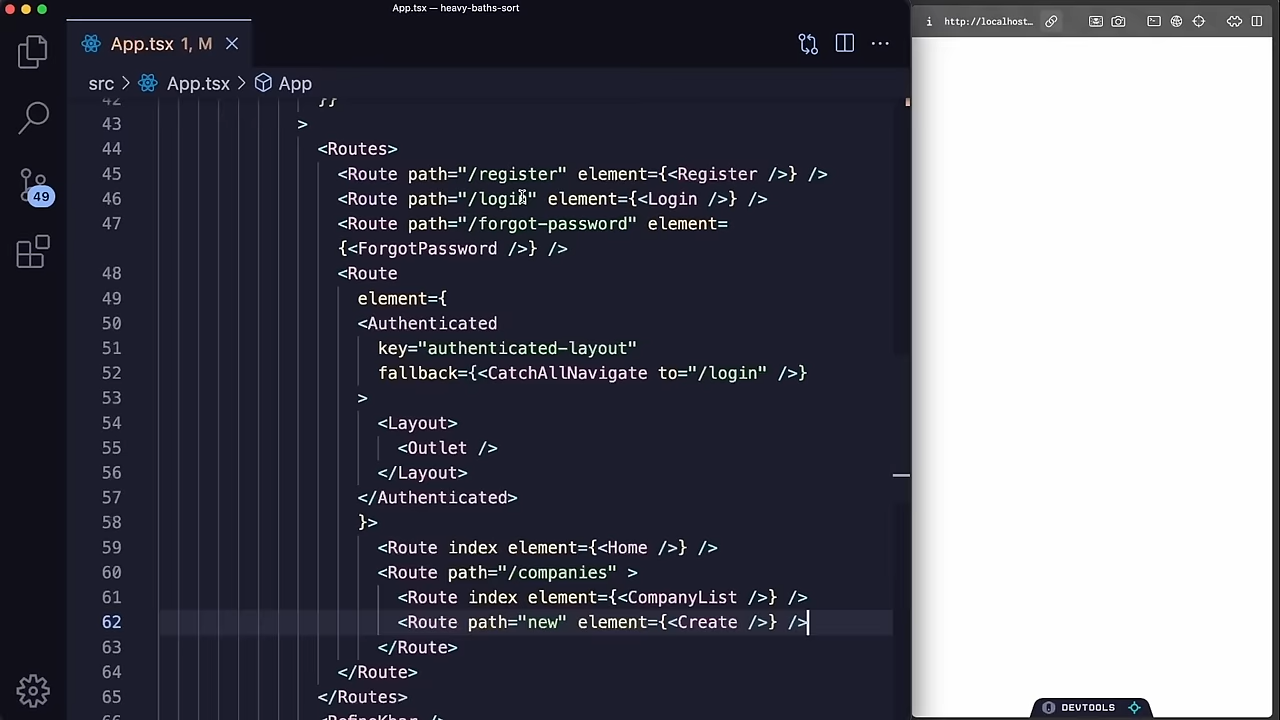 App.tsx — heavy-baths-sort
App.tsx 1, M
http://localhost…
src > App.tsx > App
42 }}
43 >
44 <Routes>
45 <Route path="/register" element={<Register />} />
46 <Route path="/login" element={<Login />} />
47 <Route path="/forgot-password" element=
{<ForgotPassword />} />
48 <Route
49 element={
50 <Authenticated
51 key="authenticated-layout"
52 fallback={<CatchAllNavigate to="/login" />}
53 >
54 <Layout>
55 <Outlet />
56 </Layout>
57 </Authenticated>
58 }>
59 <Route index element={<Home />} />
60 <Route path="/companies" >
61 <Route index element={<CompanyList />} />
62 <Route path="new" element={<Create />} />
63 </Route>
64 </Route>
65 </Routes>
66 <RefineKbar />
49
DEVTOOLS